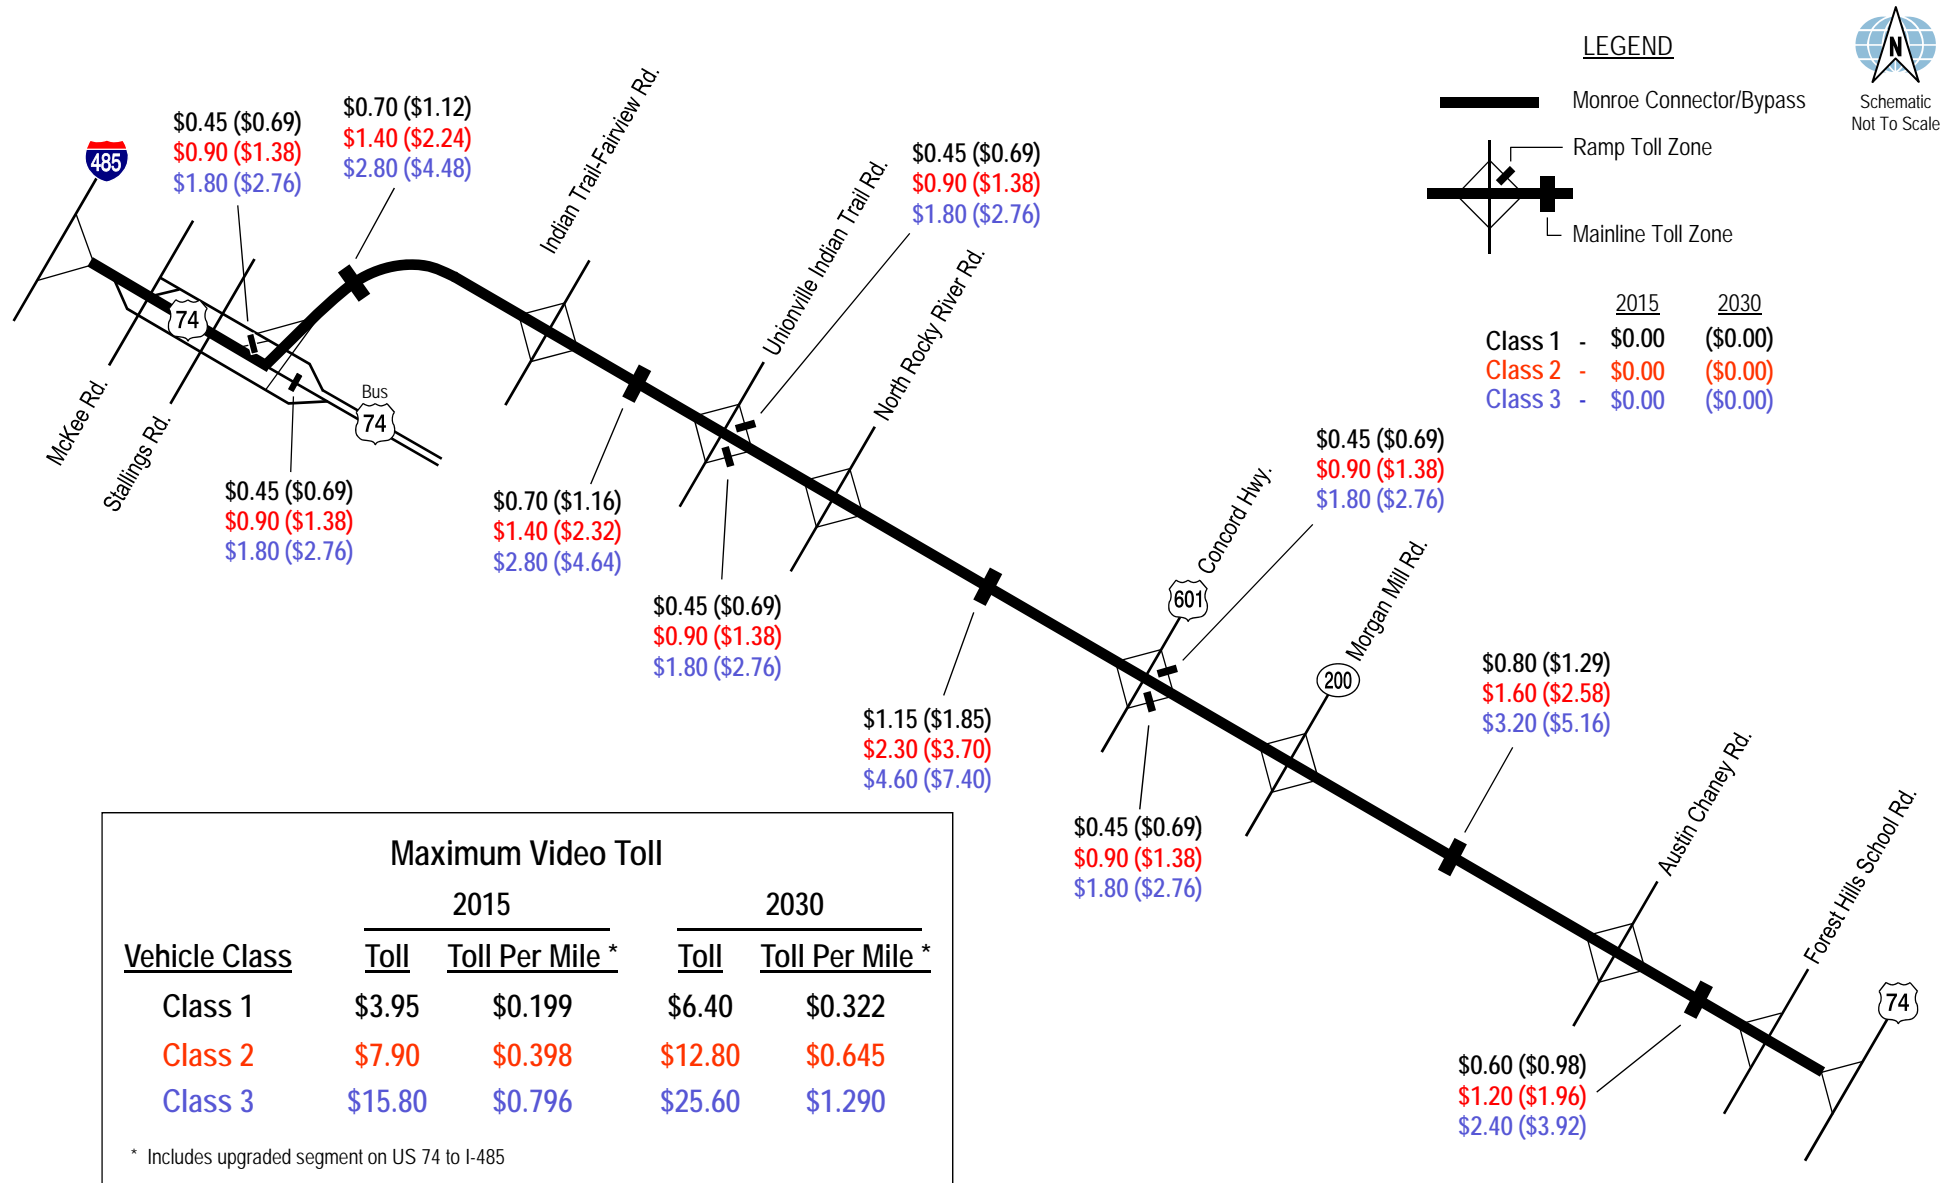 LEGEND
N
Schematic
Not To Scale
Monroe Connector/Bypass
Ramp Toll Zone
Mainline Toll Zone
2015 2030
Class 1 - $0.00 ($0.00)
Class 2 - $0.00 ($0.00)
Class 3 - $0.00 ($0.00)
485
$0.45 ($0.69)
$0.90 ($1.38)
$1.80 ($2.76)
$0.70 ($1.12)
$1.40 ($2.24)
$2.80 ($4.48)
Indian Trail-Fairview Rd.
Unionville Indian Trail Rd.
$0.45 ($0.69)
$0.90 ($1.38)
$1.80 ($2.76)
North Rocky River Rd.
74
McKee Rd.
Stallings Rd.
Bus
74
$0.45 ($0.69)
$0.90 ($1.38)
$1.80 ($2.76)
$0.70 ($1.16)
$1.40 ($2.32)
$2.80 ($4.64)
$0.45 ($0.69)
$0.90 ($1.38)
$1.80 ($2.76)
$0.45 ($0.69)
$0.90 ($1.38)
$1.80 ($2.76)
Concord Hwy.
601
Morgan Mill Rd.
200
$1.15 ($1.85)
$2.30 ($3.70)
$4.60 ($7.40)
$0.80 ($1.29)
$1.60 ($2.58)
$3.20 ($5.16)
$0.45 ($0.69)
$0.90 ($1.38)
$1.80 ($2.76)
Austin Chaney Rd.
Forest Hills School Rd.
74
$0.60 ($0.98)
$1.20 ($1.96)
$2.40 ($3.92)
Maximum Video Toll
2015 2030
Vehicle Class Toll Toll Per Mile * Toll Toll Per Mile *
Class 1 $3.95 $0.199 $6.40 $0.322
Class 2 $7.90 $0.398 $12.80 $0.645
Class 3 $15.80 $0.796 $25.60 $1.290
* Includes upgraded segment on US 74 to I-485